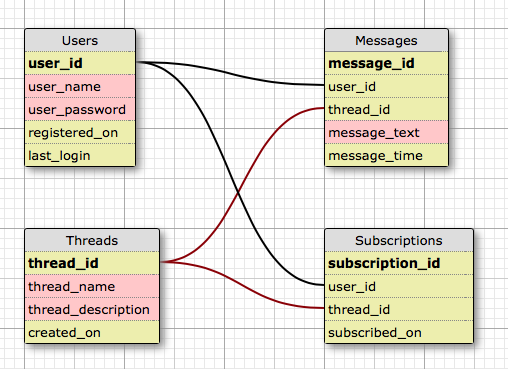 Users
user_id
user_name
user_password
registered_on
last_login
Messages
message_id
user_id
thread_id
message_text
message_time
Threads
thread_id
thread_name
thread_description
created_on
Subscriptions
subscription_id
user_id
thread_id
subscribed_on